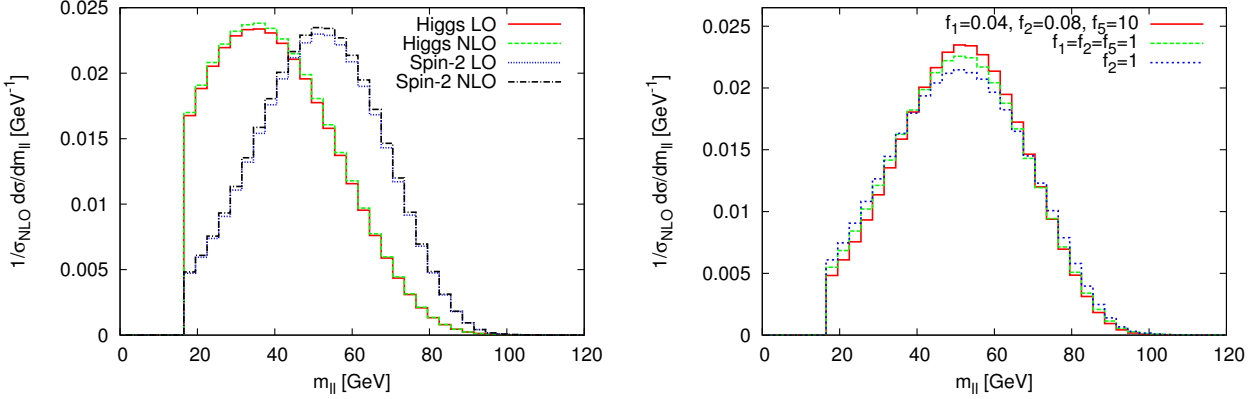 1/σNLO dσ/dmll [GeV-1]
0.025
0.02
0.015
0.01
0.005
0
0 20 40 60 80 100 120
mll [GeV]
Higgs LO
Higgs NLO
Spin-2 LO
Spin-2 NLO
1/σNLO dσ/dmll [GeV-1]
0.025
0.02
0.015
0.01
0.005
0
0 20 40 60 80 100 120
mll [GeV]
f1=0.04, f2=0.08, f5=10
f1=f2=f5=1
f2=1